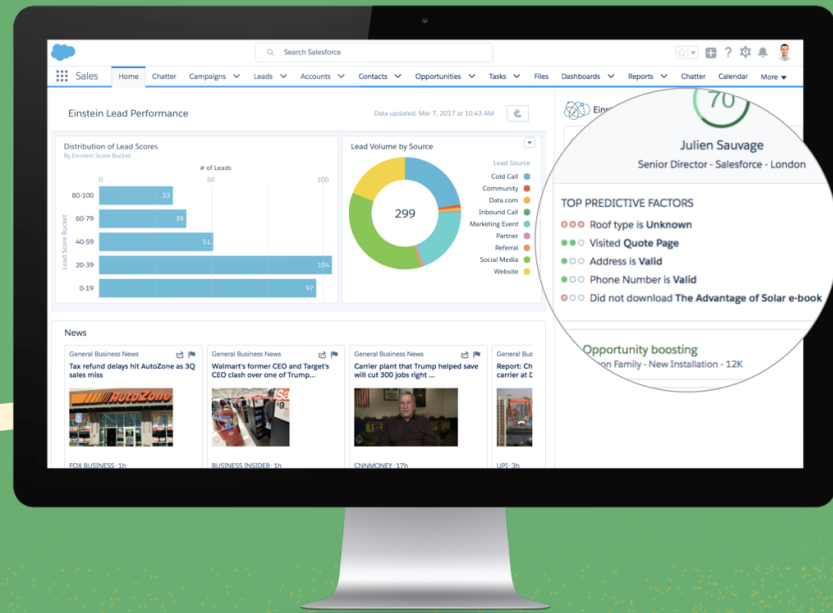 Search Salesforce
Sales Home Chatter Campaigns Leads Accounts Contacts Opportunities Tasks Files Dashboards Reports Chatter Calendar More
Einstein Lead Performance
Data updated: Mar 7, 2017 at 10:43 AM
Distribution of Lead Scores
By Einstein Score Bucket
# of Leads
0 50 100
Lead Score Bucket
80-100 33
60-79 39
40-59 51
20-39 104
0-19 97
Lead Volume by Source
299
Lead Source
Cold Call
Community
Data.com
Inbound Call
Marketing Event
Partner
Referral
Social Media
Website
70
Julien Sauvage
Senior Director - Salesforce - London
TOP PREDICTIVE FACTORS
Roof type is Unknown
Visited Quote Page
Address is Valid
Phone Number is Valid
Did not download The Advantage of Solar e-book
Opportunity boosting
on Family - New Installation - 12K
News
General Business News
Tax refund delays hit AutoZone as 3Q
sales miss
AutoZone
FOX BUSINESS · 1h
General Business News
Walmart's former CEO and Target's
CEO clash over one of Trump...
BUSINESS INSIDER · 1h
General Business News
Carrier plant that Trump helped save
will cut 300 jobs right ...
CNNMONEY · 17h
General Bus
Report: Ch
carrier at D
UPI · 3h